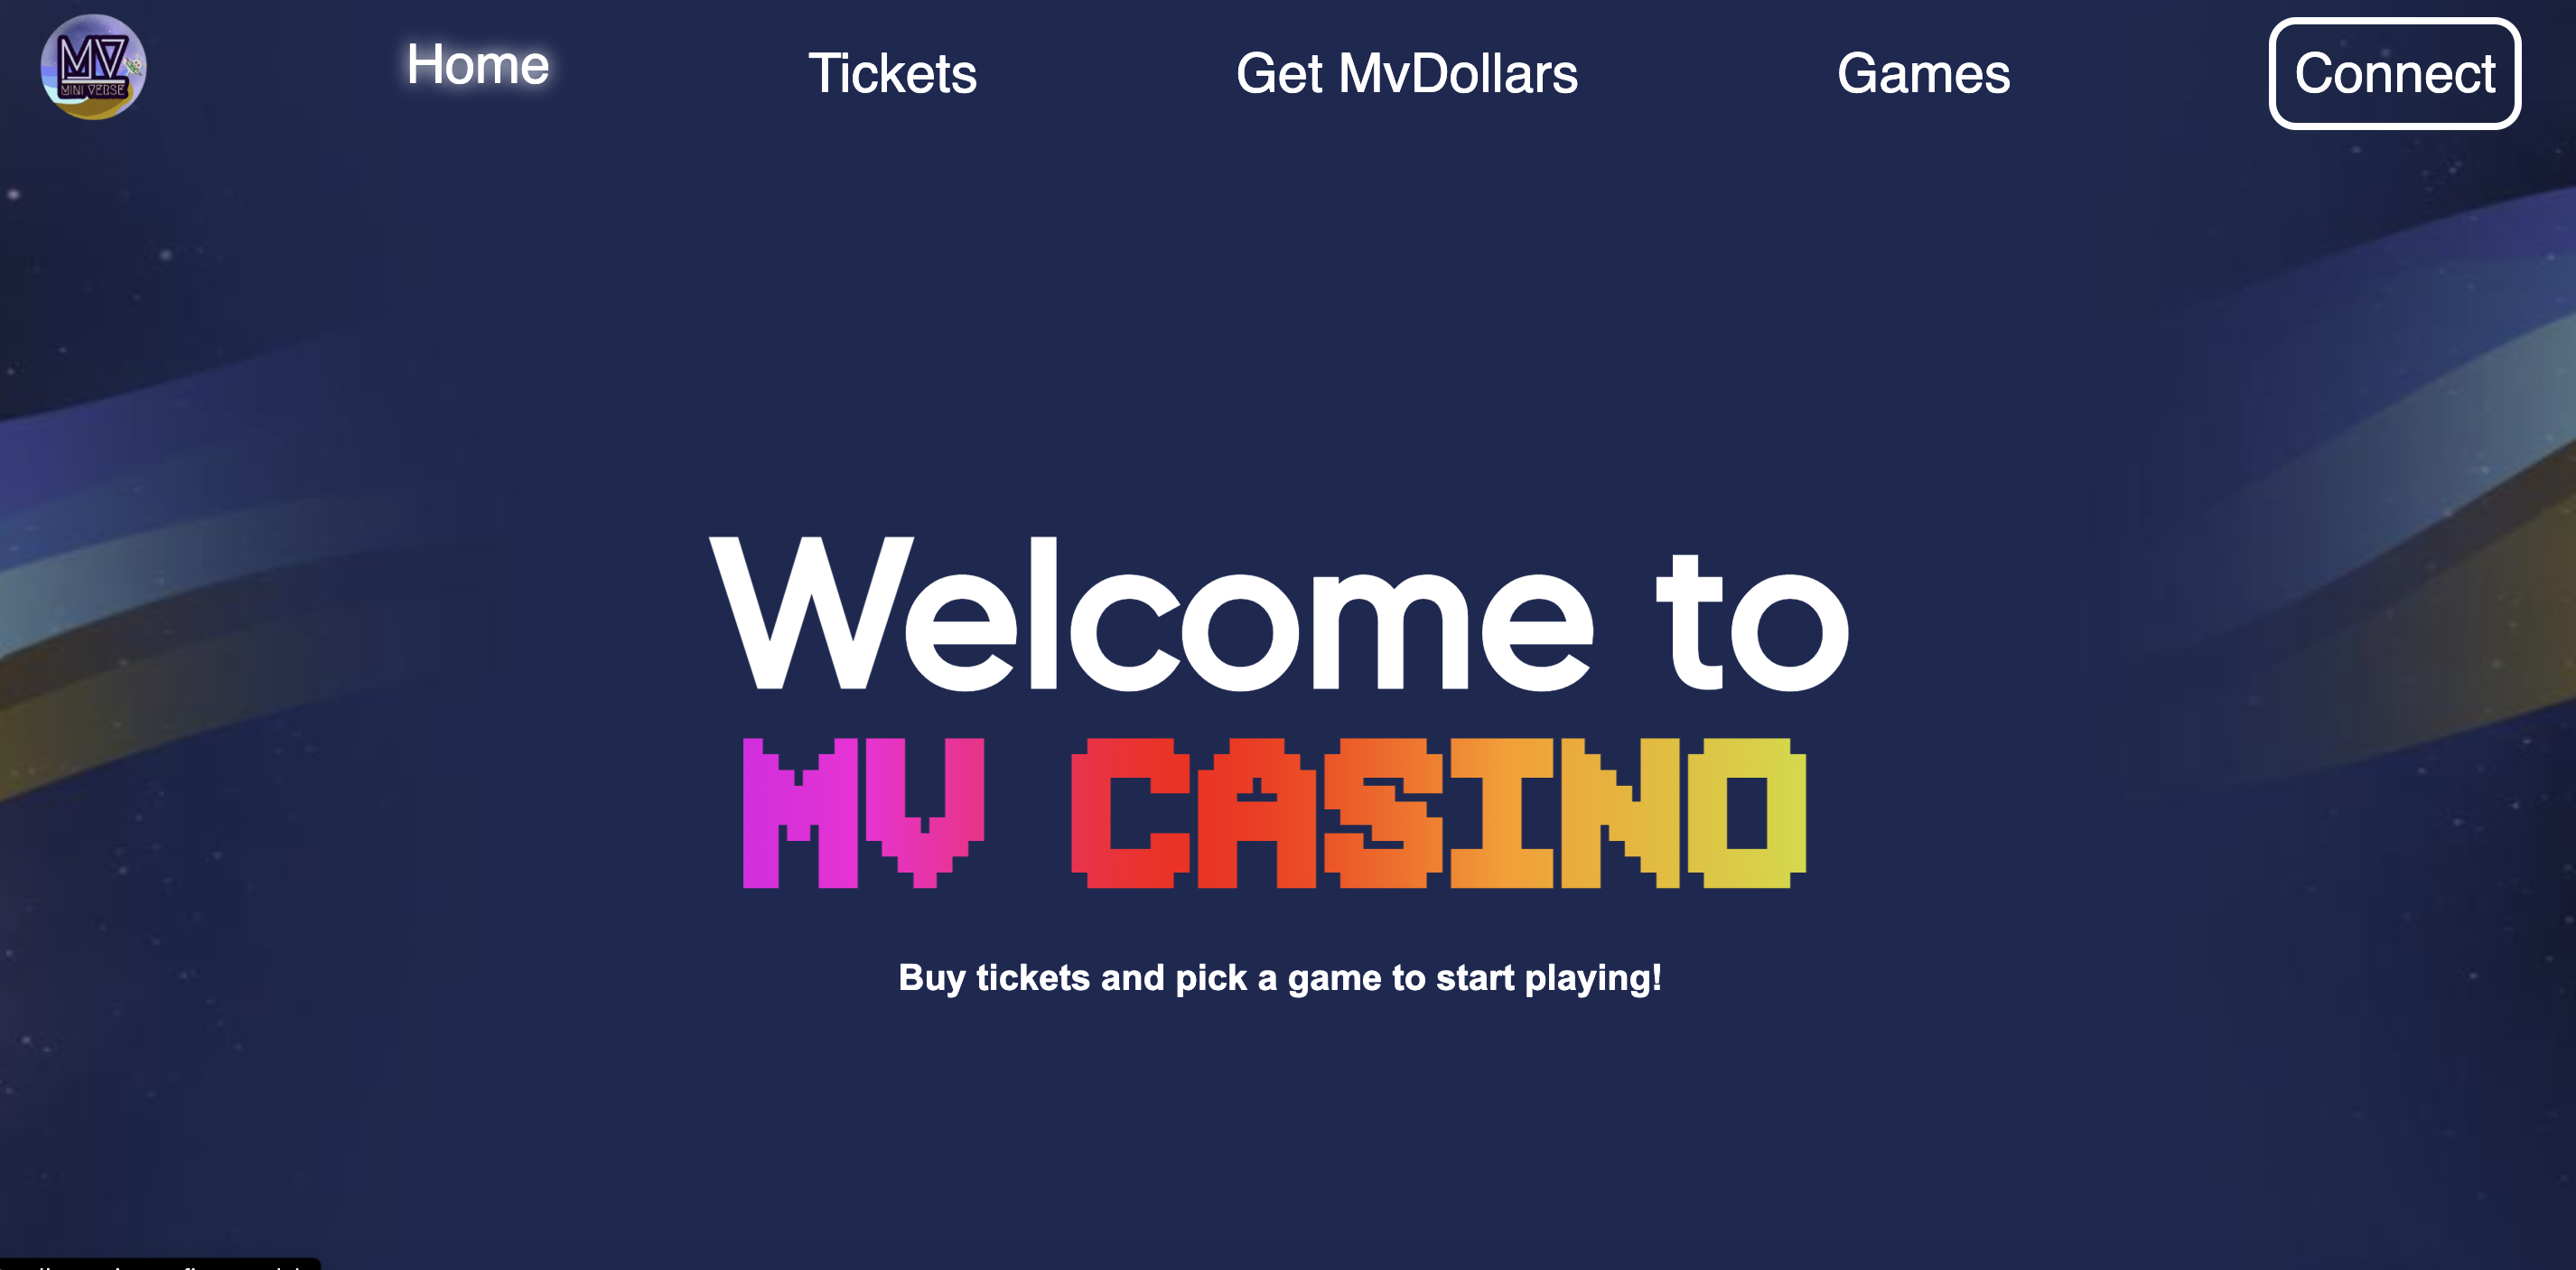 MV
MINI VERSE
Home
Tickets
Get MvDollars
Games
Connect
Welcome to
MV CASINO
Buy tickets and pick a game to start playing!